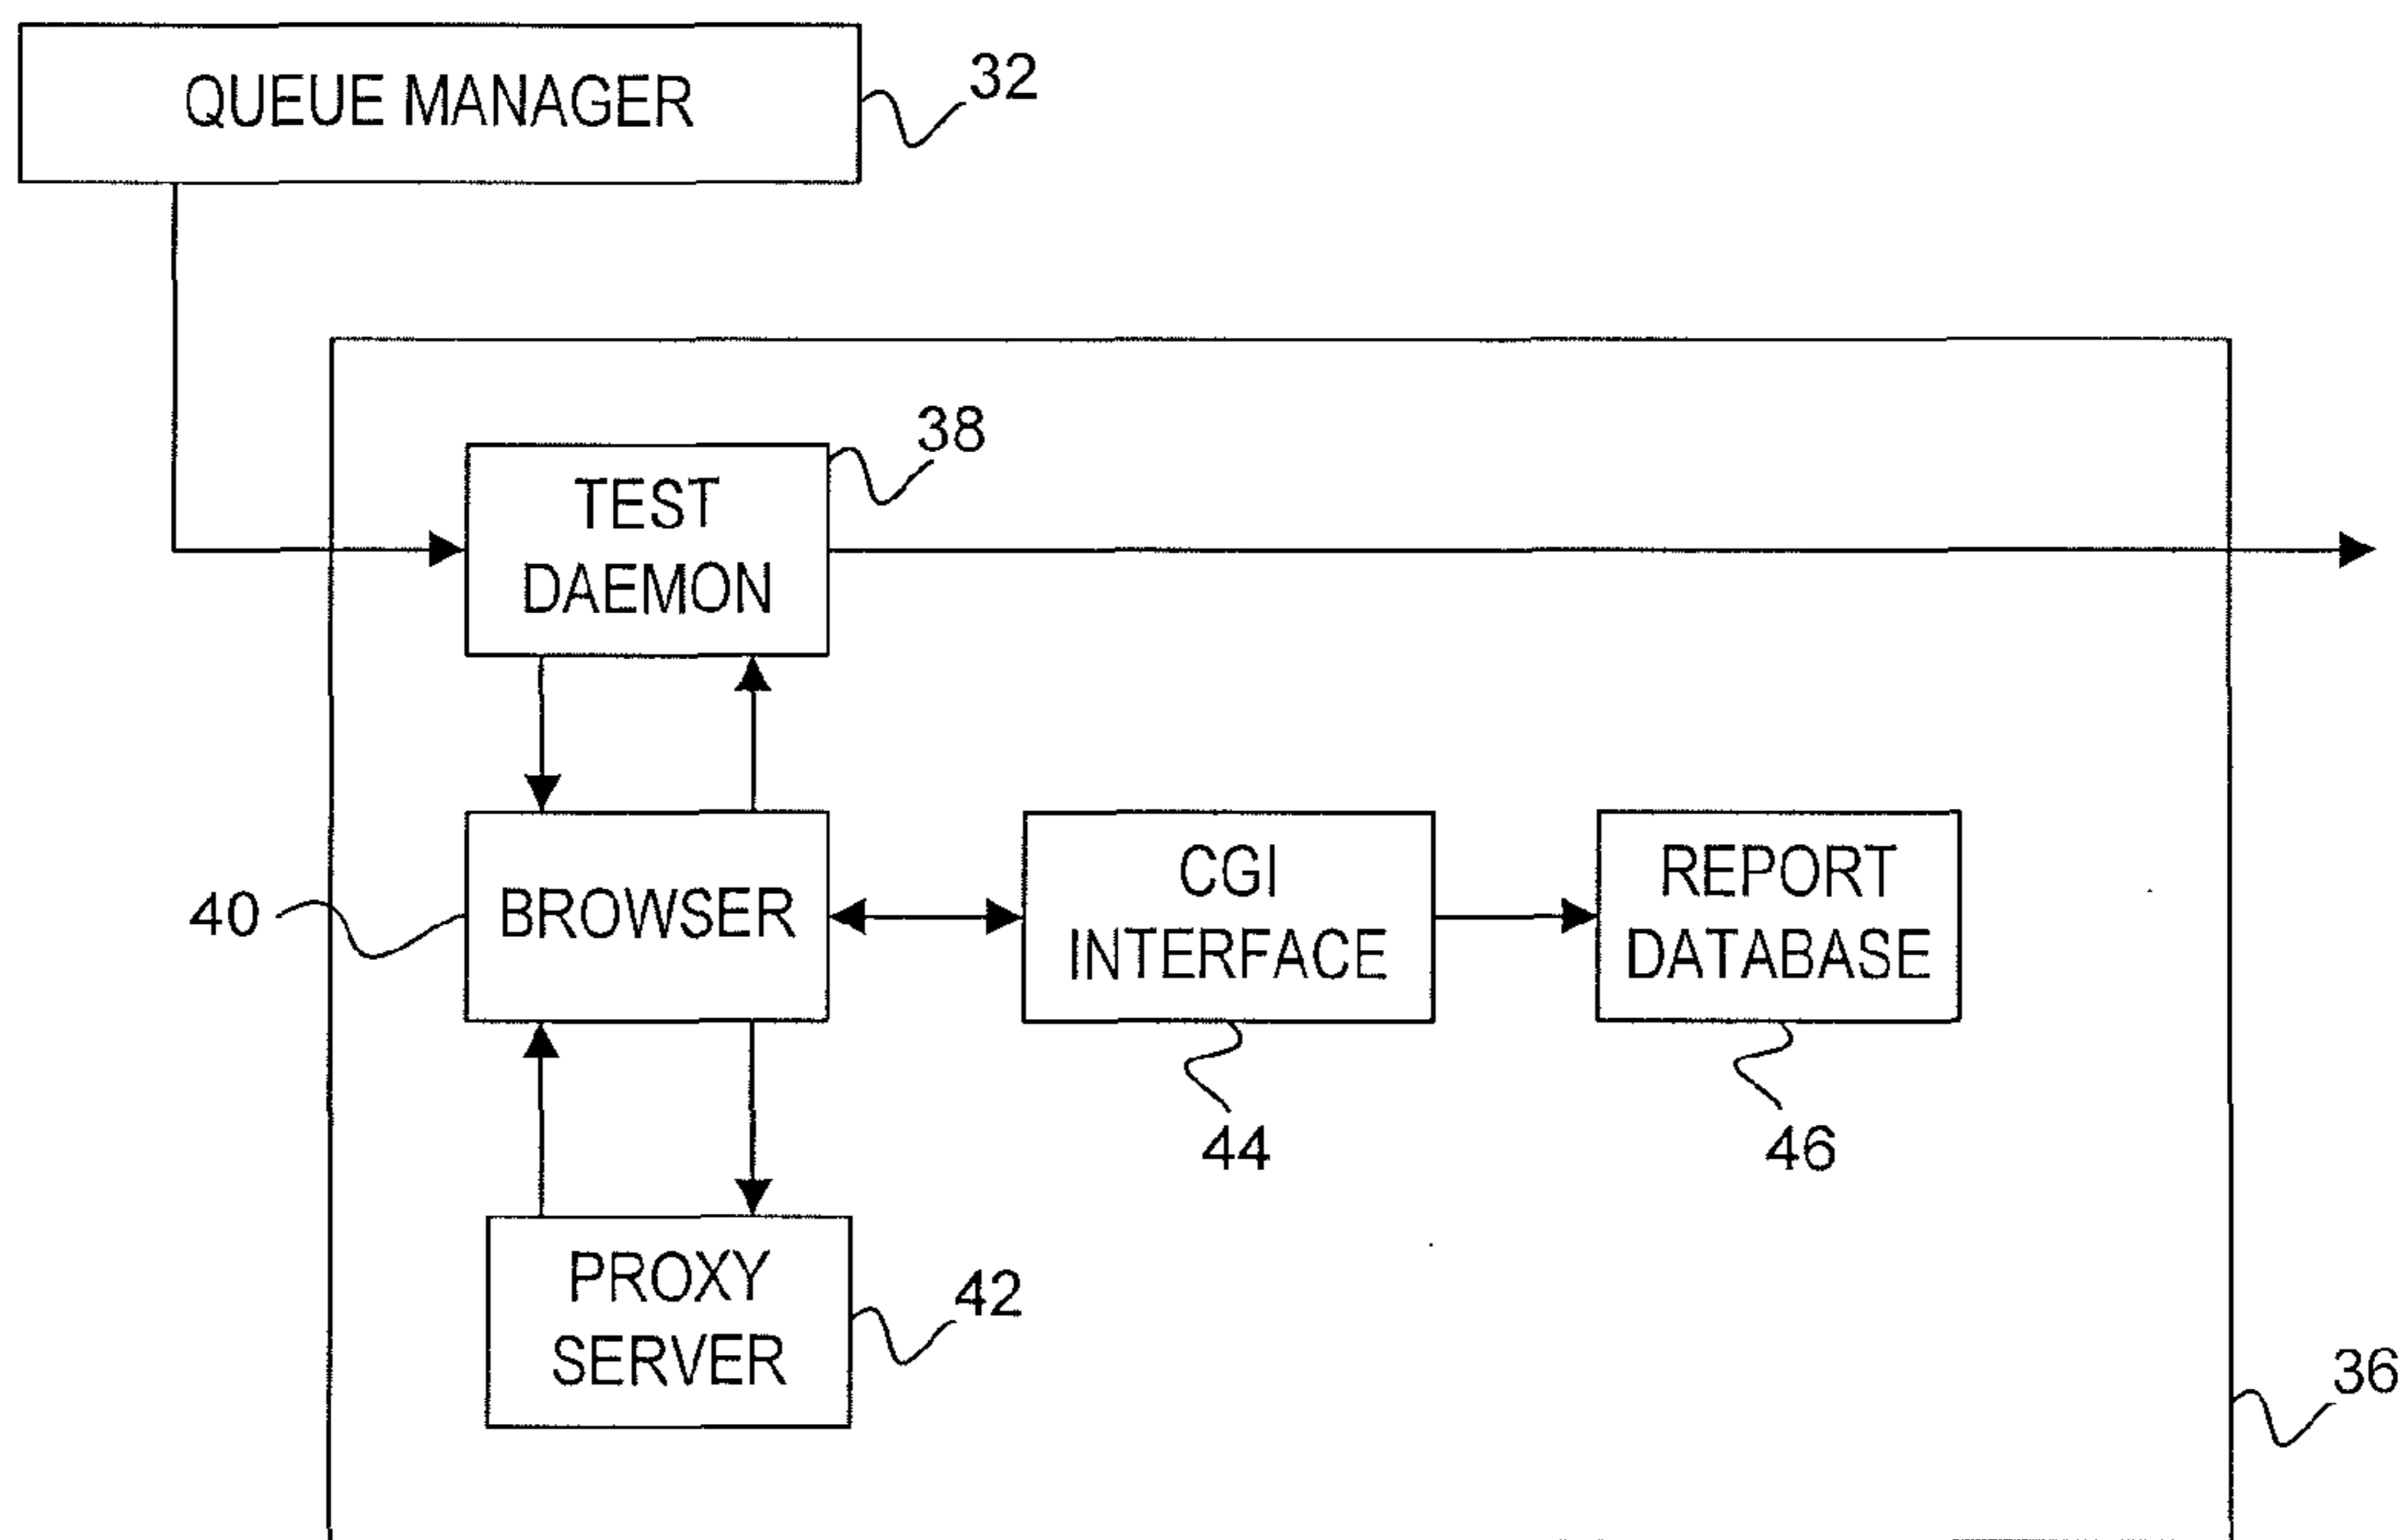 QUEUE MANAGER
32
38
TEST
DAEMON
40
BROWSER
CGI
INTERFACE
REPORT
DATABASE
44
46
PROXY
SERVER
42
36